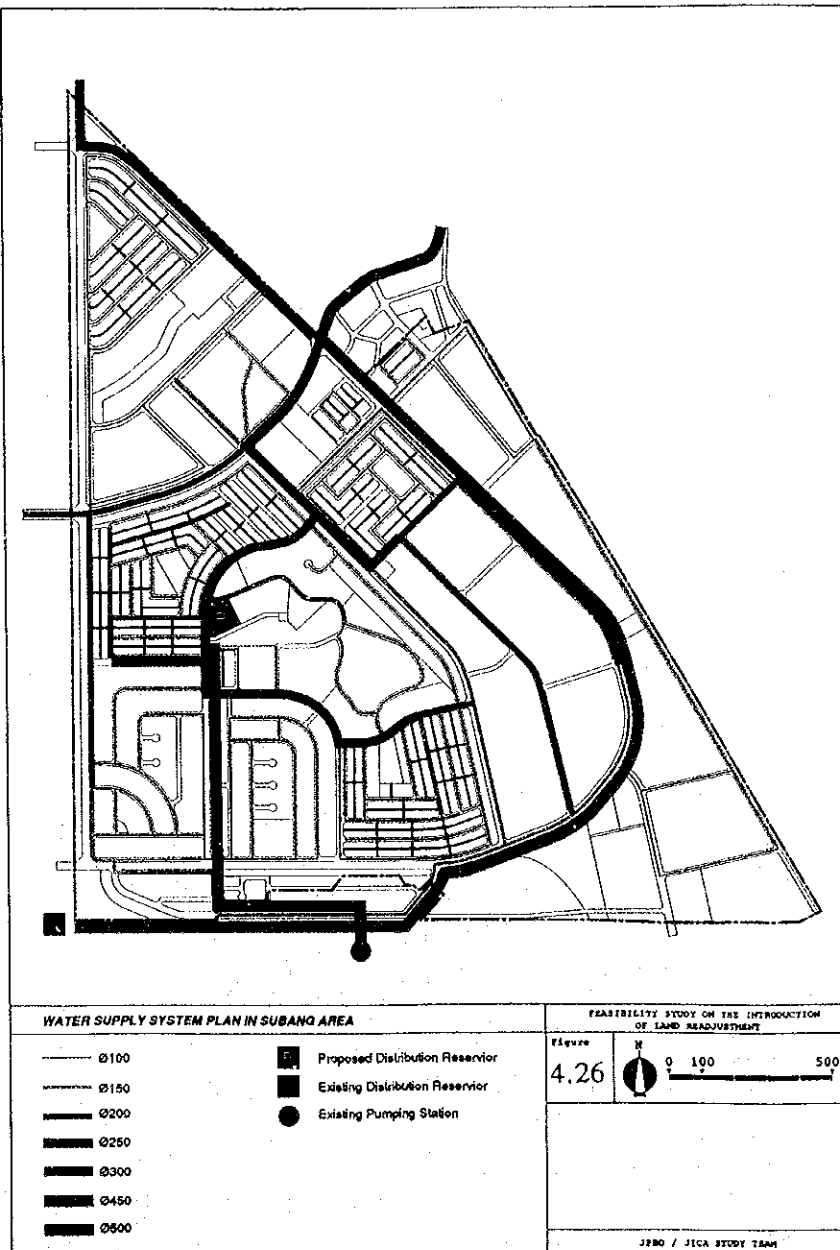 WATER SUPPLY SYSTEM PLAN IN SUBANG AREA
Ø100
Ø150
Ø200
Ø250
Ø300
Ø450
Ø600
Proposed Distribution Reservior
Existing Distribution Reservior
Existing Pumping Station
FEASIBILITY STUDY ON THE INTRODUCTION
OF LAND READJUSTMENT
Figure
4.26
N
0 100 500
JPBD / JICA STUDY TEAM